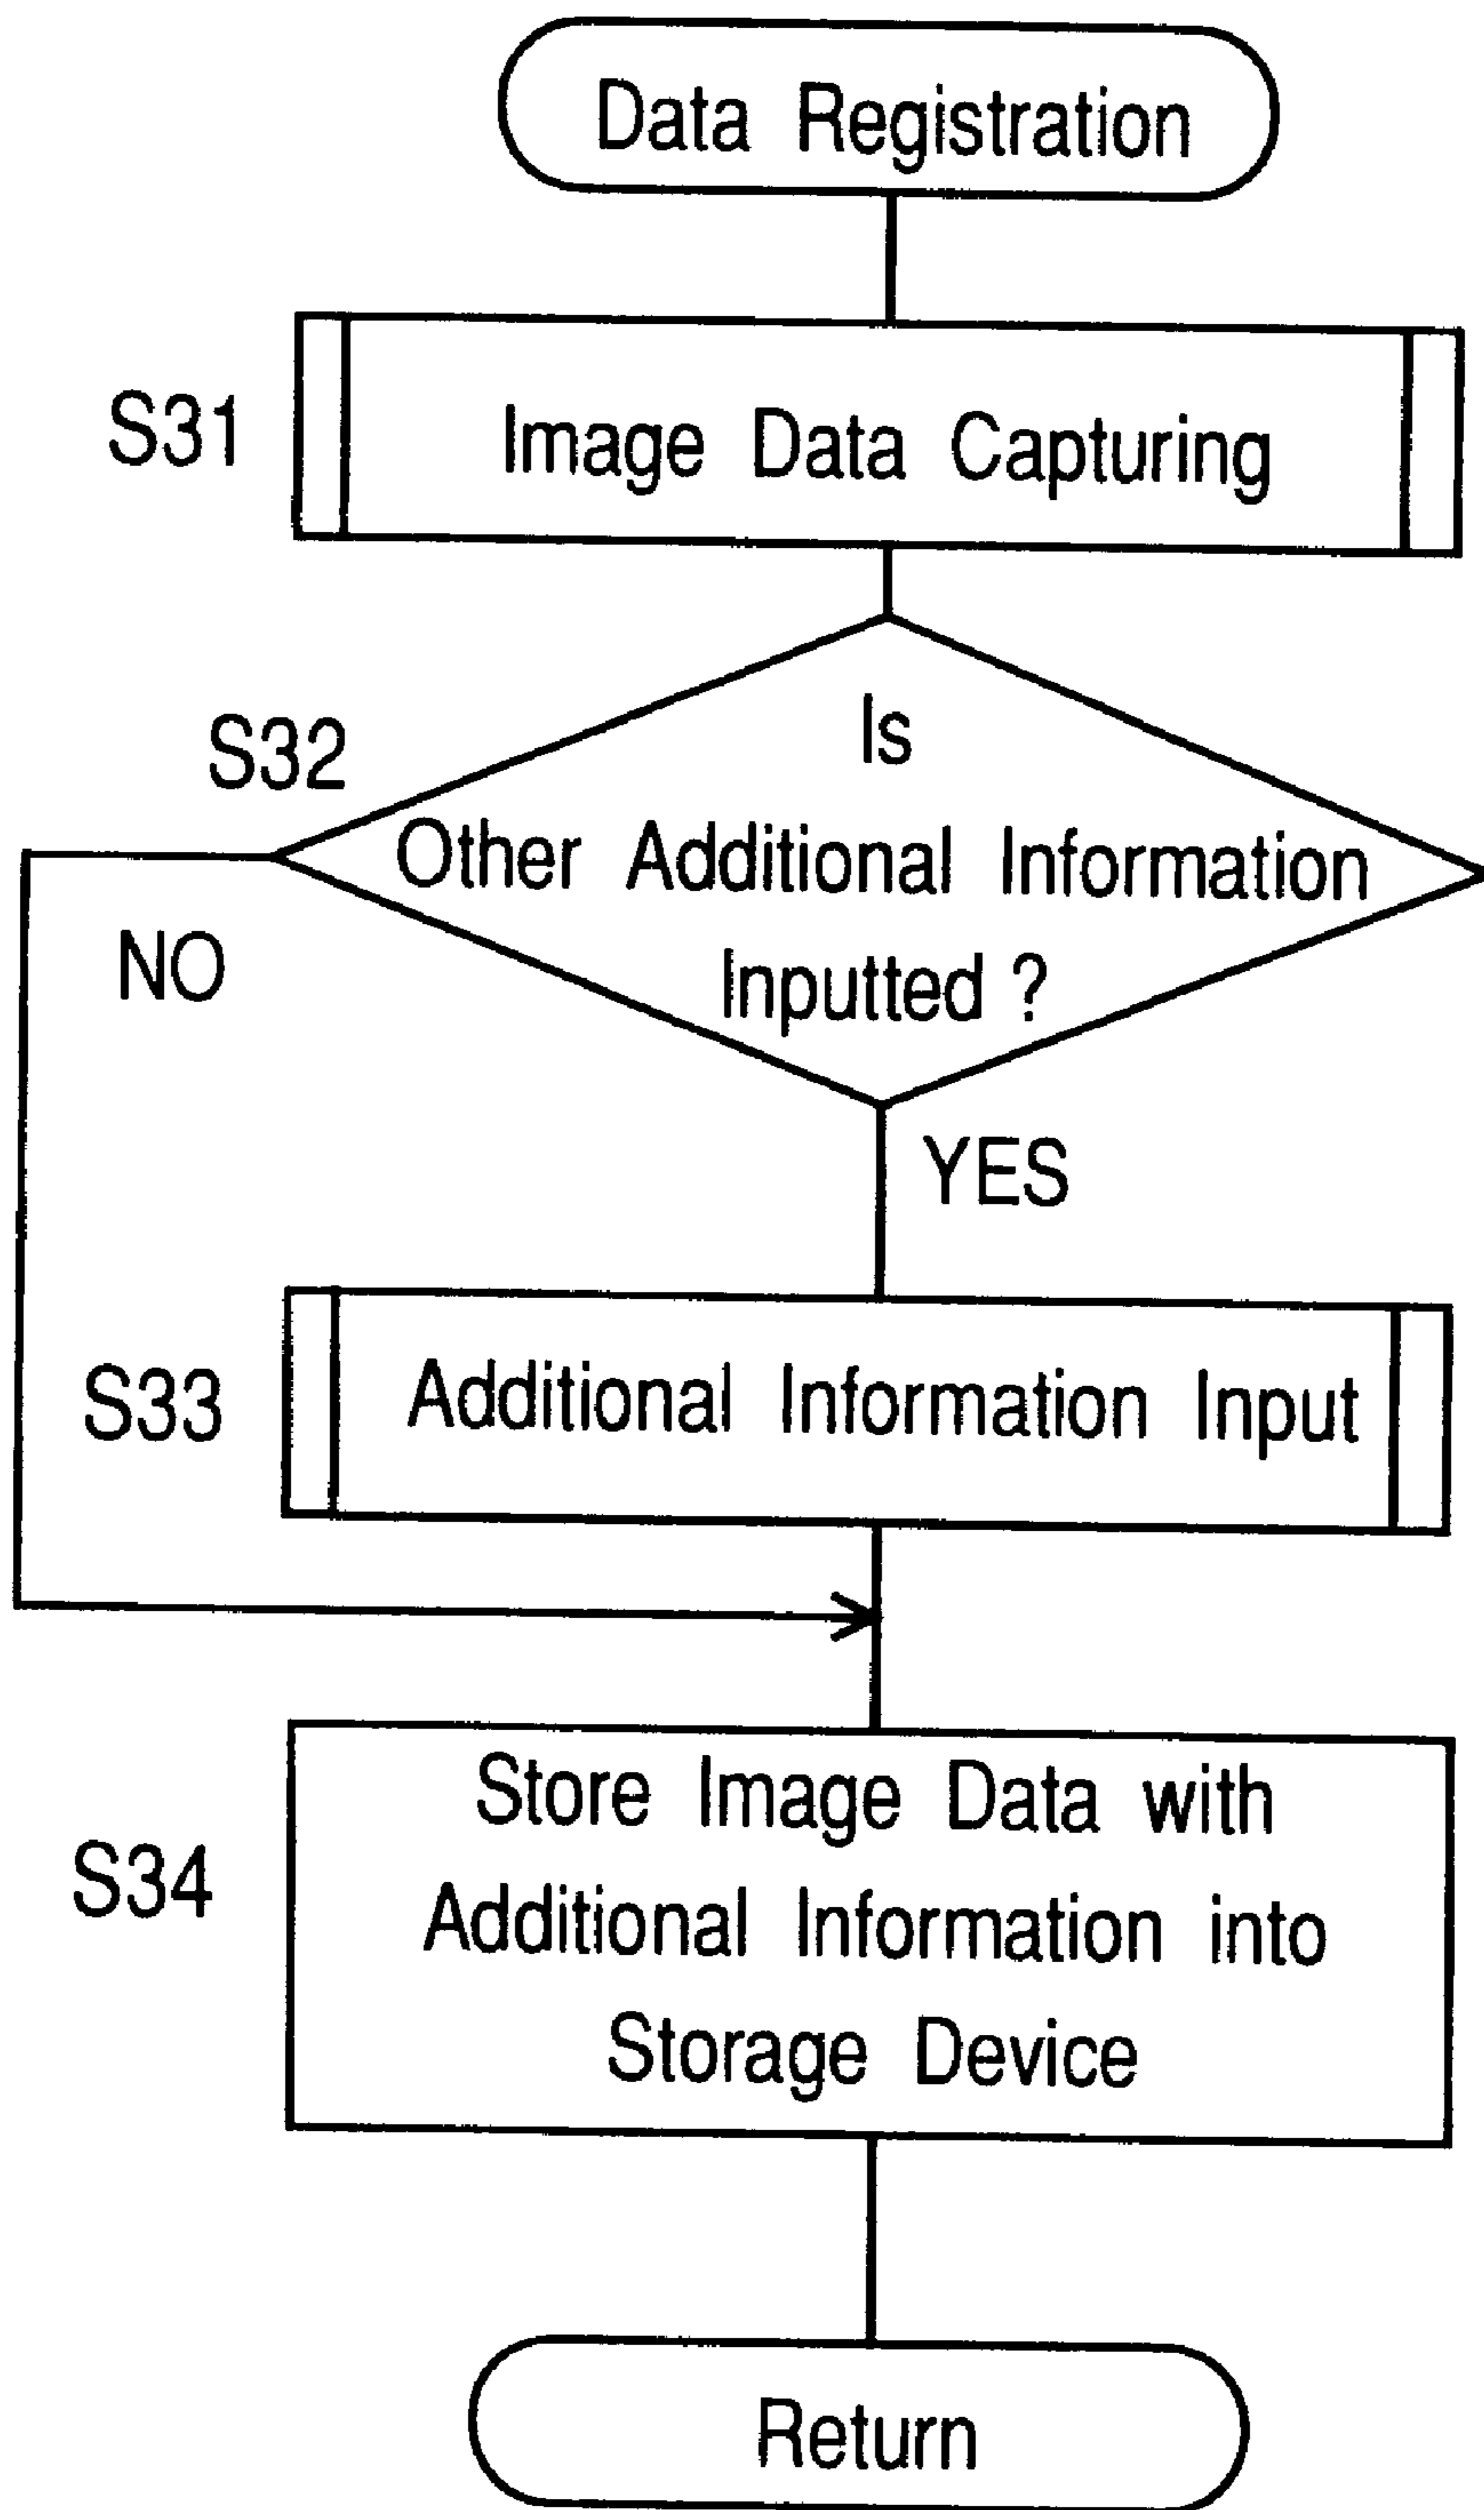 Data Registration
S31
Image Data Capturing
S32
Is
Other Additional Information
Inputted ?
NO
YES
S33
Additional Information Input
S34
Store Image Data with
Additional Information into
Storage Device
Return